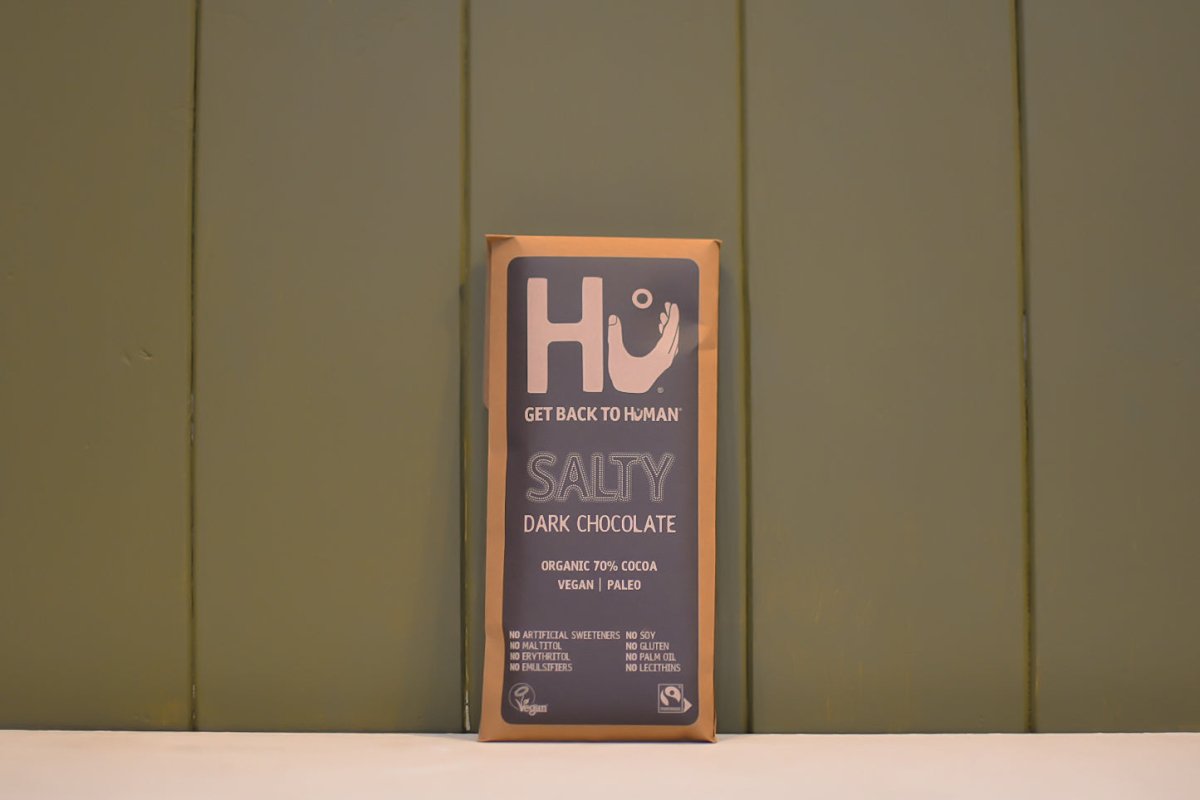 Hu®
GET BACK TO HUMAN®
SALTY
DARK CHOCOLATE
ORGANIC 70% COCOA
VEGAN | PALEO
NO ARTIFICIAL SWEETENERS
NO MALTITOL
NO ERYTHRITOL
NO EMULSIFIERS
NO SOY
NO GLUTEN
NO PALM OIL
NO LECITHINS
Vegan